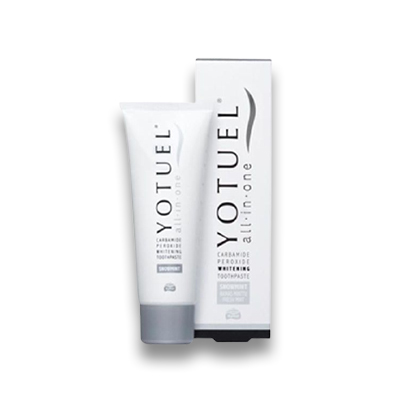 YOTUEL®
all·in·one
CARBAMIDE
PEROXIDE
WHITENING
TOOTHPASTE
SNOWMINT
YOTUEL®
all·in·one
CARBAMIDE
PEROXIDE
WHITENING
TOOTHPASTE
SNOWMINT